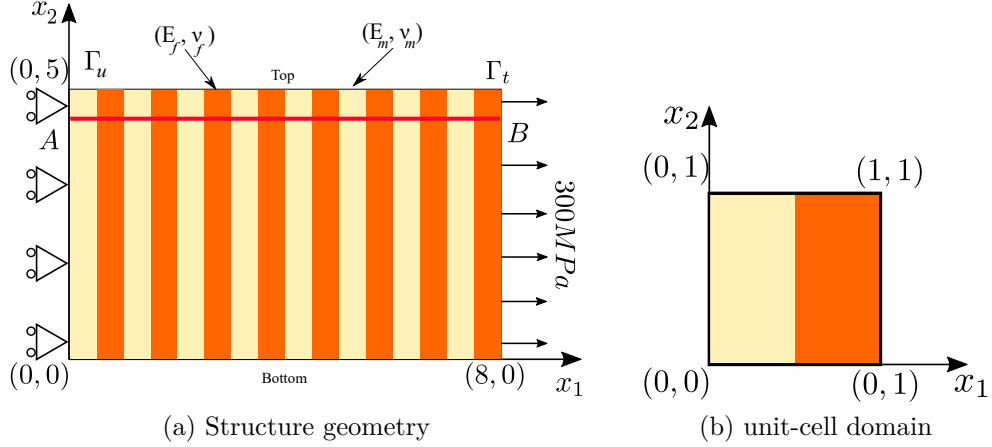 x₂
(E_f, ν_f)
(E_m, ν_m)
(0, 5)
Γ_u
Top
Γ_t
A
B
300MPa
(0, 0)
Bottom
(8, 0)
x₁
(a) Structure geometry
x₂
(0, 1)
(1, 1)
(0, 0)
(0, 1)
x₁
(b) unit-cell domain